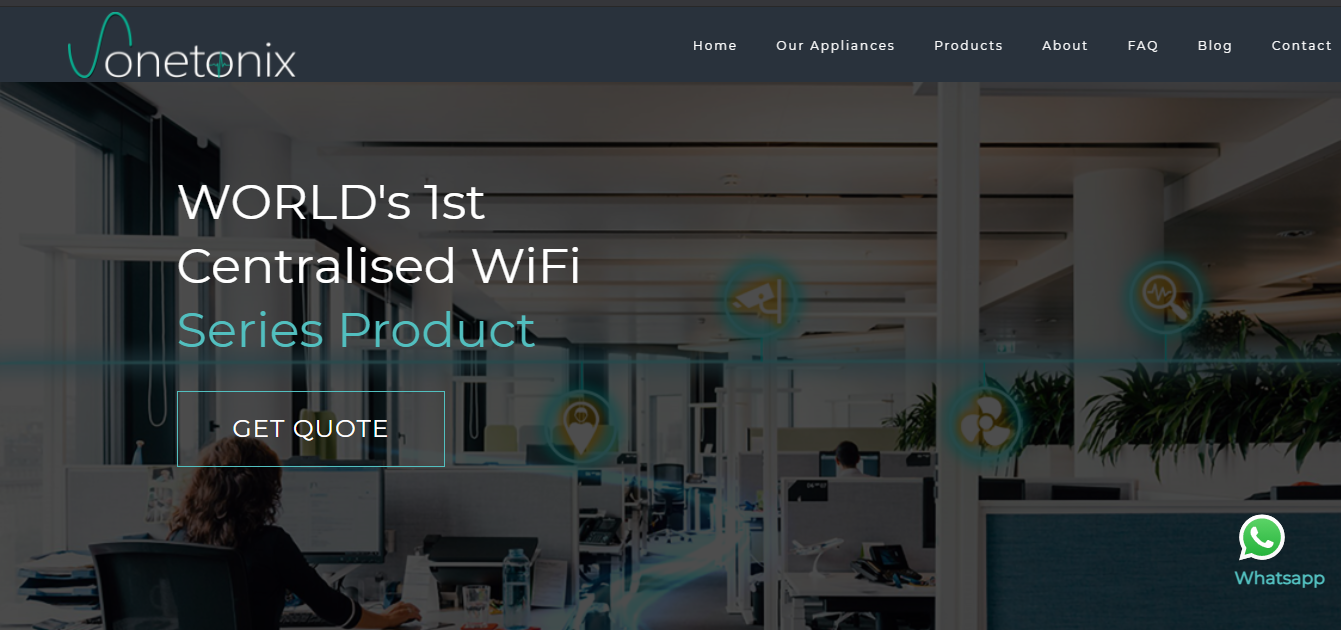 onetonix
Home
Our Appliances
Products
About
FAQ
Blog
Contact
WORLD's 1st
Centralised WiFi
Series Product
GET QUOTE
Whatsapp